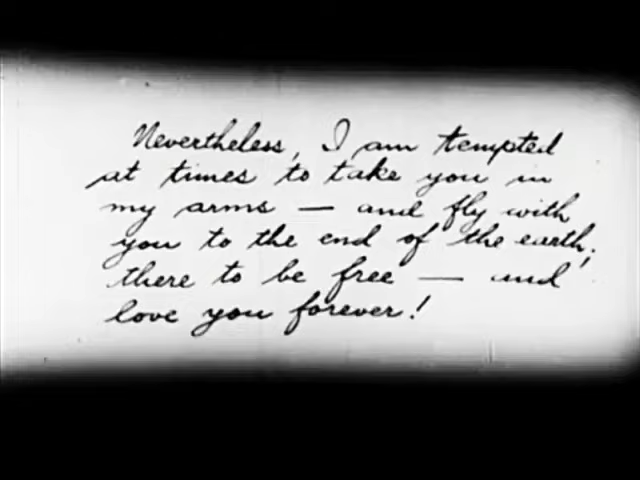 Nevertheless, I am tempted
at times to take you in
my arms — and fly with
you to the end of the earth;
there to be free — and
love you forever!